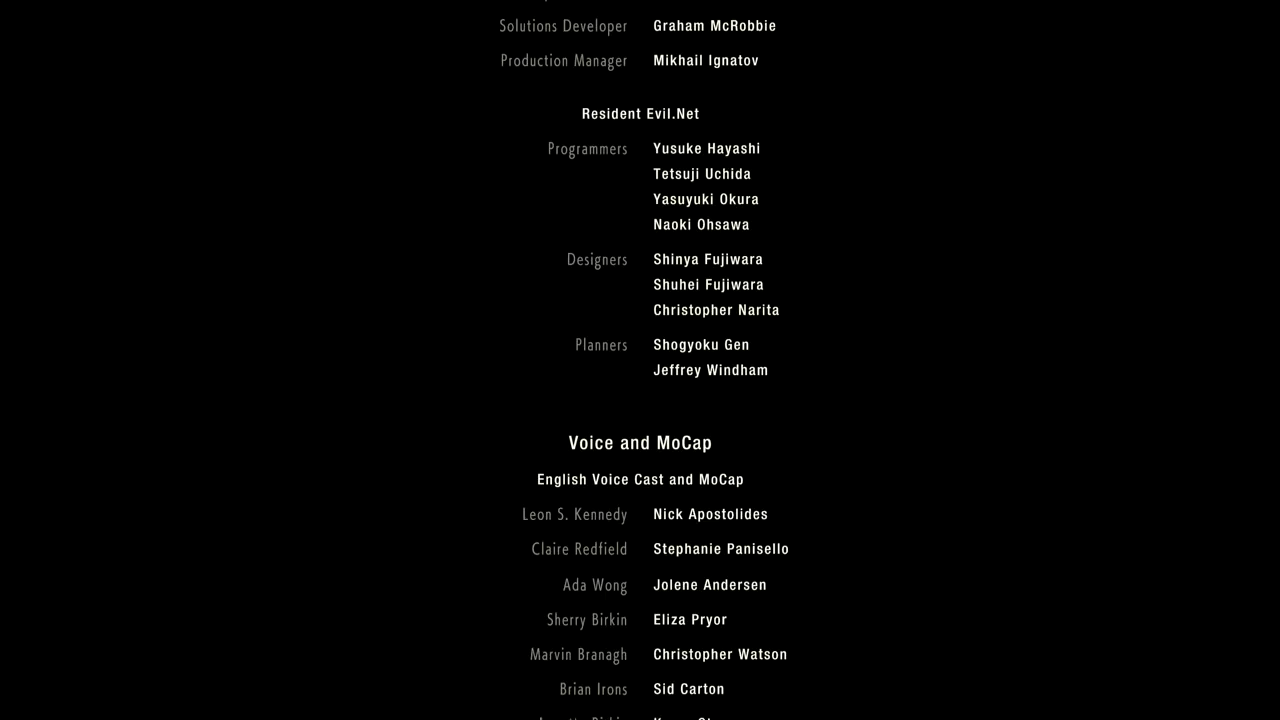 Solutions Developer Graham McRobbie
Production Manager Mikhail Ignatov
Resident Evil.Net
Programmers Yusuke Hayashi
Tetsuji Uchida
Yasuyuki Okura
Naoki Ohsawa
Designers Shinya Fujiwara
Shuhei Fujiwara
Christopher Narita
Planners Shogyoku Gen
Jeffrey Windham
Voice and MoCap
English Voice Cast and MoCap
Leon S. Kennedy Nick Apostolides
Claire Redfield Stephanie Panisello
Ada Wong Jolene Andersen
Sherry Birkin Eliza Pryor
Marvin Branagh Christopher Watson
Brian Irons Sid Carton